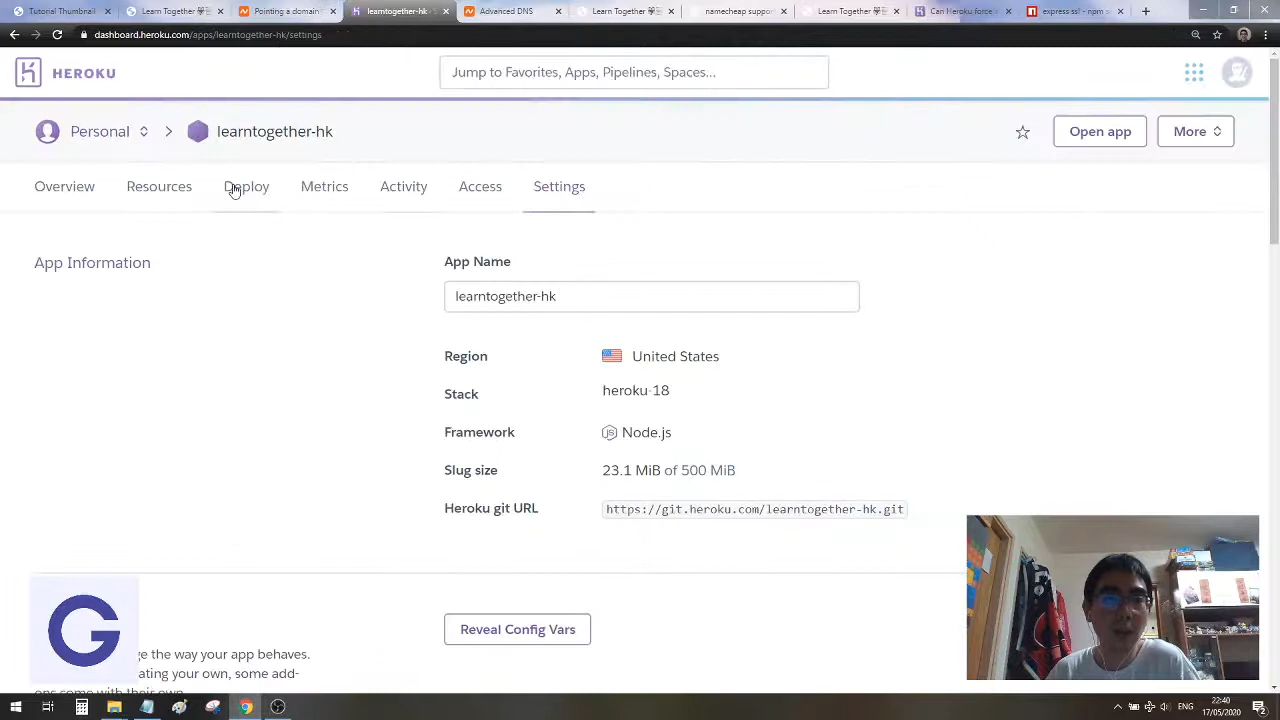 Tutorial Thumbnail
Learn Together
Pointing a domain
learntogether-hk
Advanced DNS
Learn Together
namecheap support
Learn Together
Can Heroku force
express ssl - npm s
dashboard.heroku.com/apps/learntogether-hk/settings
HEROKU
Jump to Favorites, Apps, Pipelines, Spaces...
Personal
learntogether-hk
Open app
More
Overview
Resources
Deploy
Metrics
Activity
Access
Settings
App Information
App Name
learntogether-hk
Region
United States
Stack
heroku-18
Framework
Node.js
Slug size
23.1 MiB of 500 MiB
Heroku git URL
https://git.heroku.com/learntogether-hk.git
G
Reveal Config Vars
ge the way your app behaves.
ating your own, some add-
ons come with their own
ENG
22:40
17/05/2020